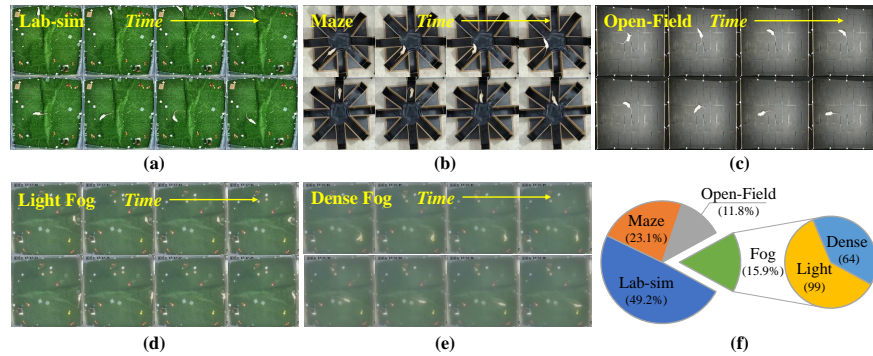 Lab-sim Time
Maze Time
Open-Field Time
(a)
(b)
(c)
Light Fog Time
Dense Fog Time
(d)
(e)
Maze
(23.1%)
Open-Field
(11.8%)
Lab-sim
(49.2%)
Fog
(15.9%)
Dense
(64)
Light
(99)
(f)